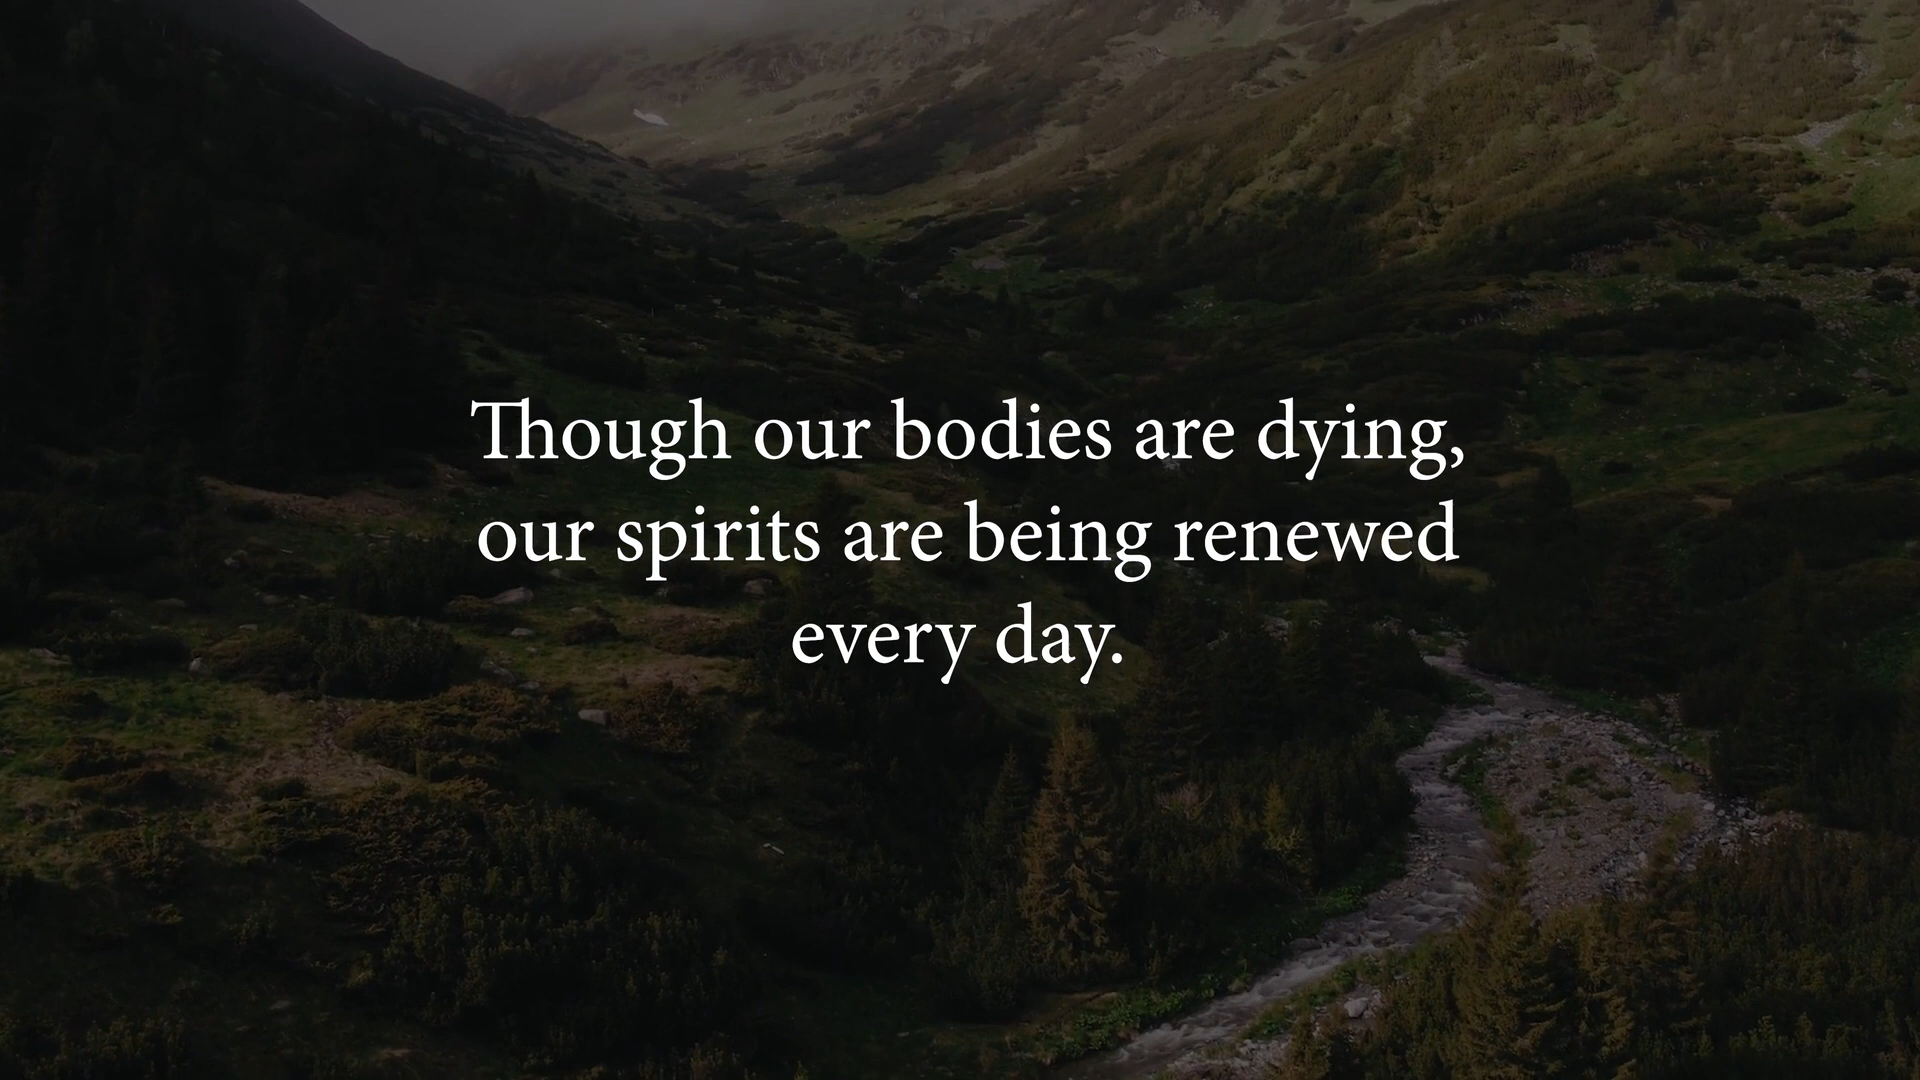 Though our bodies are dying,
our spirits are being renewed
every day.